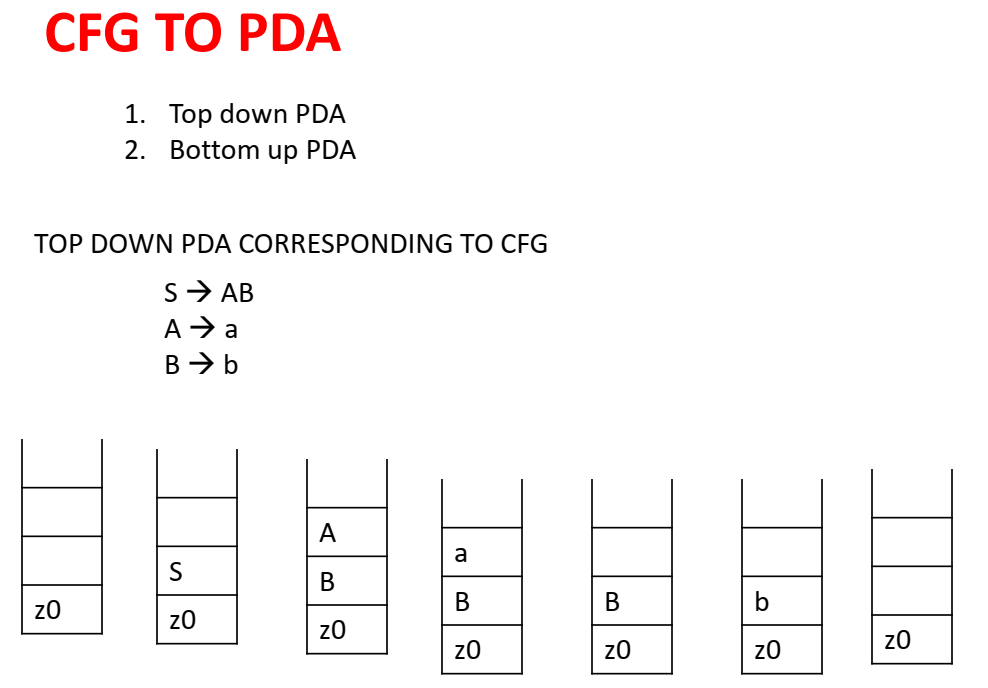 CFG TO PDA
1. Top down PDA
2. Bottom up PDA
TOP DOWN PDA CORRESPONDING TO CFG
S → AB
A → a
B → b
z0
S
z0
A
B
z0
a
B
z0
B
z0
b
z0
z0